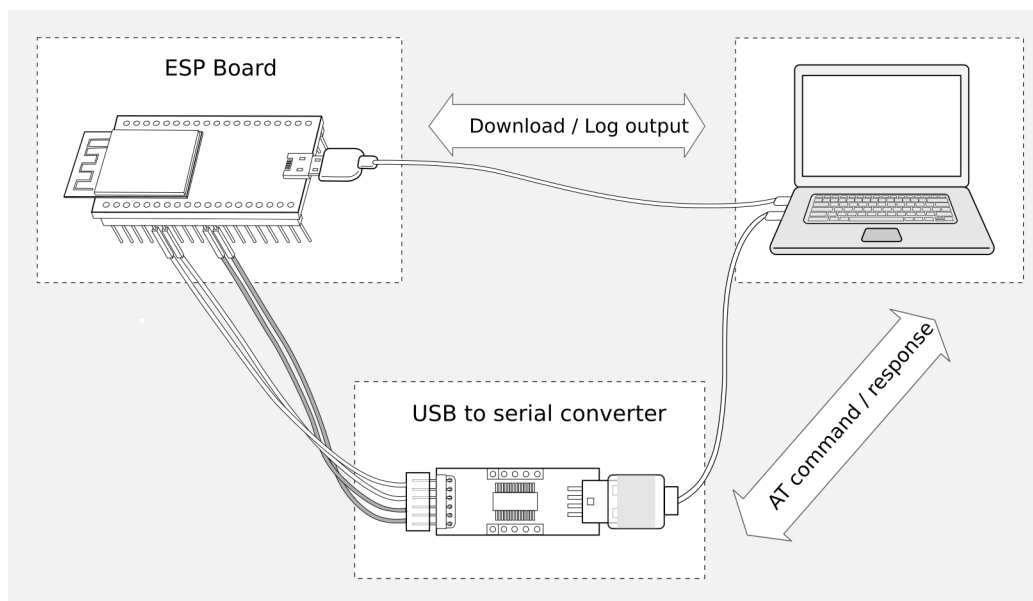 ESP Board
Download / Log output
USB to serial converter
AT command / response